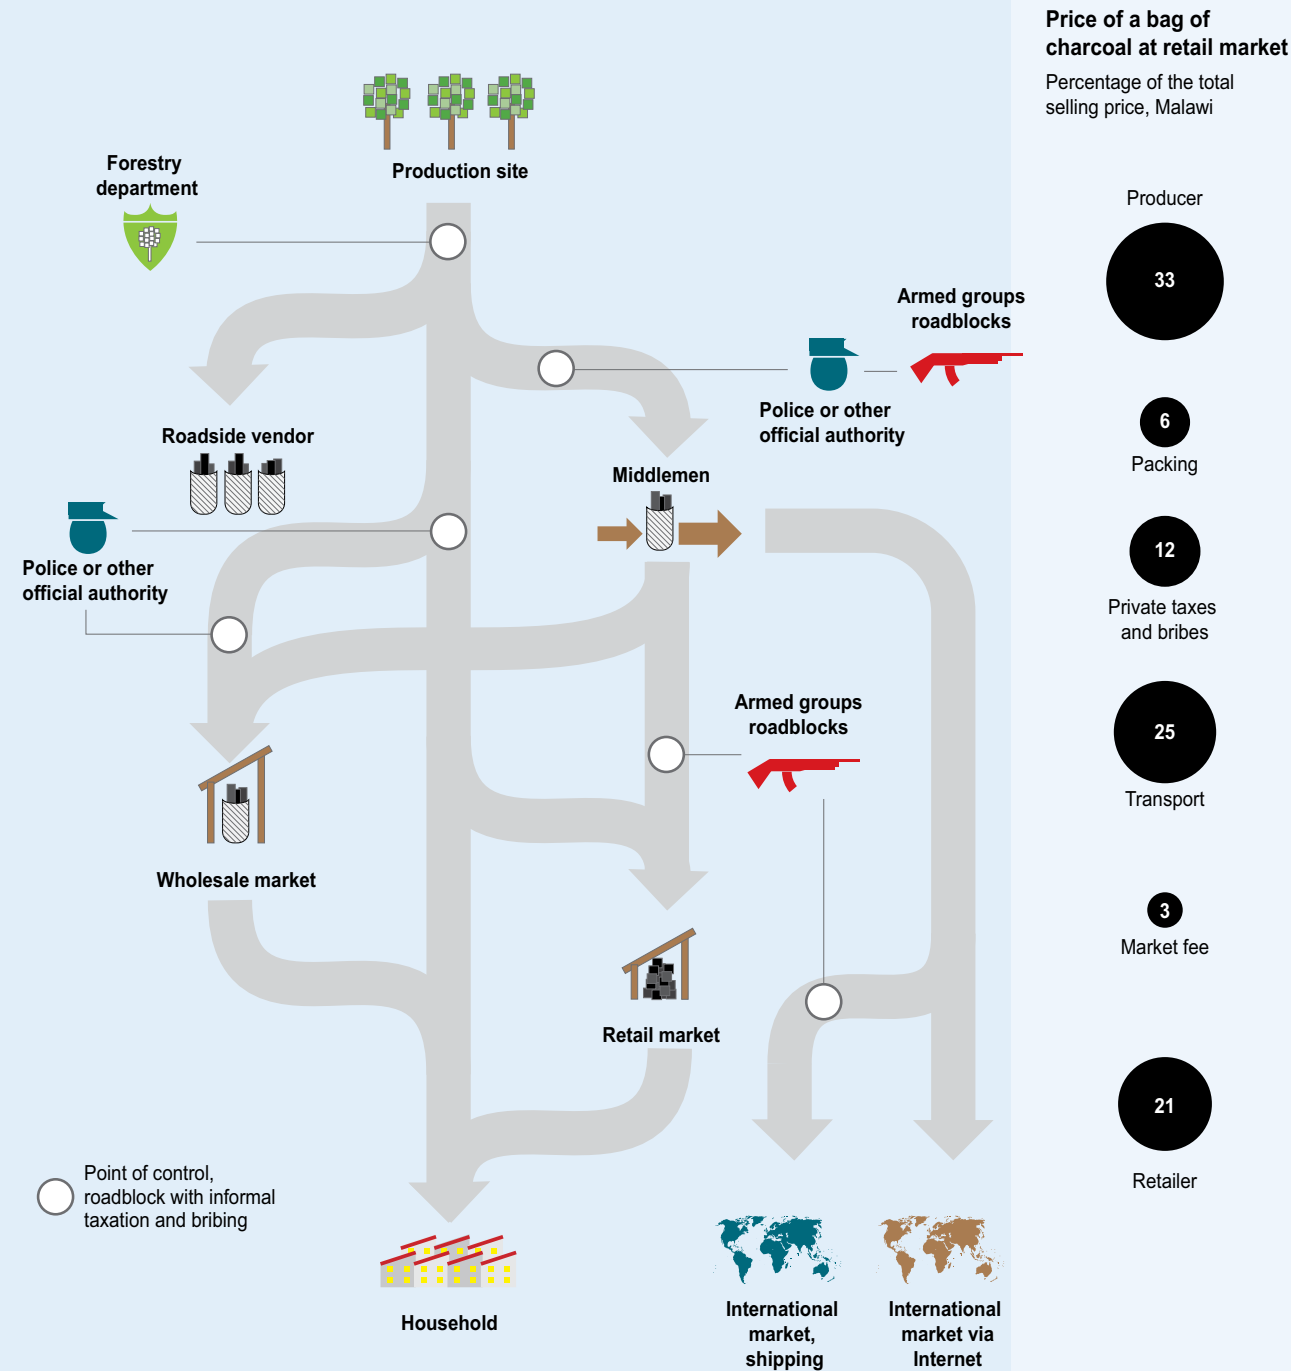 Price of a bag of
charcoal at retail market
Percentage of the total
selling price, Malawi
Production site
Forestry
department
Producer
33
Armed groups
roadblocks
Police or other
official authority
6
Packing
Roadside vendor
Middlemen
Police or other
official authority
12
Private taxes
and bribes
Armed groups
roadblocks
25
Transport
Wholesale market
3
Market fee
Retail market
21
Retailer
Point of control,
roadblock with informal
taxation and bribing
Household
International
market,
shipping
International
market via
Internet